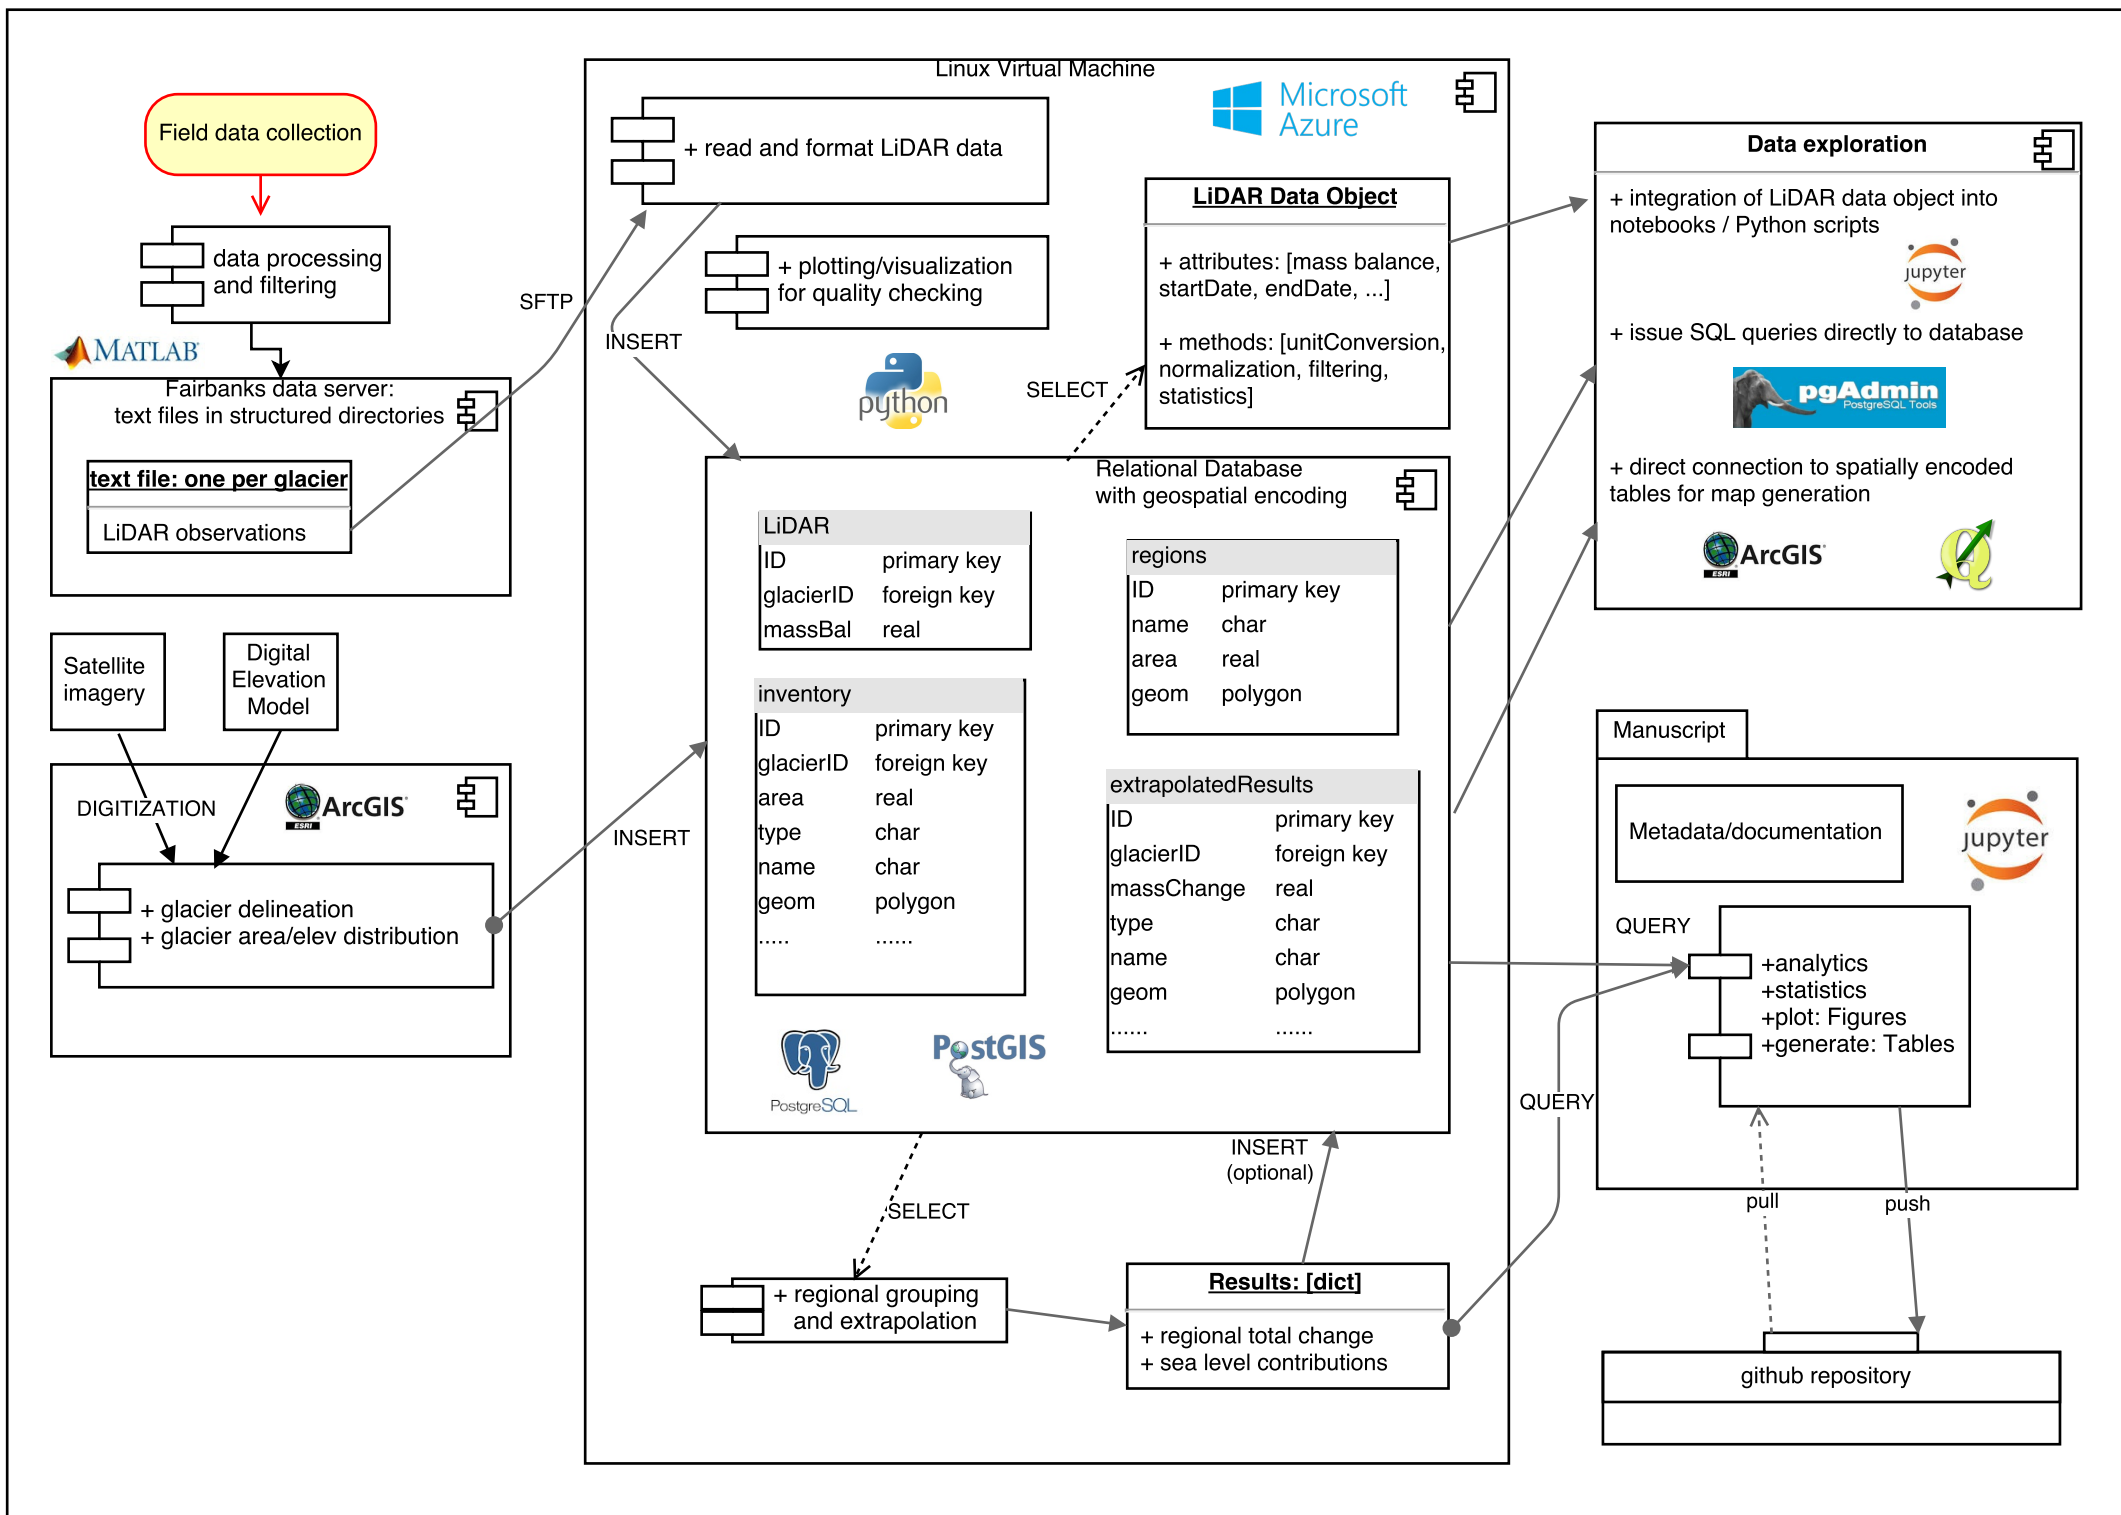 Field data collection
data processing
and filtering
MATLAB
Fairbanks data server:
text files in structured directories
text file: one per glacier
LiDAR observations
Satellite
imagery
Digital
Elevation
Model
DIGITIZATION
ESRI
ArcGIS
+ glacier delineation
+ glacier area/elev distribution
SFTP
INSERT
INSERT
Linux Virtual Machine
Microsoft
Azure
+ read and format LiDAR data
+ plotting/visualization
for quality checking
python
LiDAR Data Object
+ attributes: [mass balance,
startDate, endDate, ...]
+ methods: [unitConversion,
normalization, filtering,
statistics]
SELECT
Relational Database
with geospatial encoding
LiDAR
ID primary key
glacierID foreign key
massBal real
inventory
ID primary key
glacierID foreign key
area real
type char
name char
geom polygon
..... ......
regions
ID primary key
name char
area real
geom polygon
extrapolatedResults
ID primary key
glacierID foreign key
massChange real
type char
name char
geom polygon
...... ......
PostgreSQL
PostGIS
SELECT
INSERT
(optional)
+ regional grouping
and extrapolation
Results: [dict]
+ regional total change
+ sea level contributions
Data exploration
+ integration of LiDAR data object into
notebooks / Python scripts
jupyter
+ issue SQL queries directly to database
pgAdmin
PostgreSQL Tools
+ direct connection to spatially encoded
tables for map generation
ESRI
ArcGIS
Q
Manuscript
Metadata/documentation
jupyter
QUERY
+analytics
+statistics
+plot: Figures
+generate: Tables
QUERY
pull
push
github repository